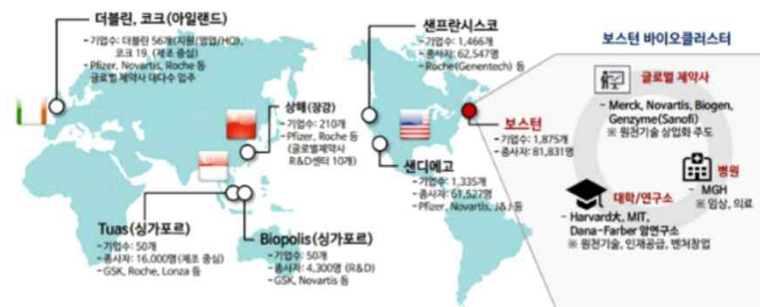 더블린, 코크(아일랜드)
- 기업수: 더블린 56개(지원/영업/HQ),
코크 19, (제조 중심)
- Pfizer, Novartis, Roche 등
글로벌 제약사 대다수 입주
상해(장강)
- 기업수: 210개
- Pfizer, Roche 등
(글로벌제약사
R&D센터 10개)
Tuas(싱가포르)
- 기업수: 50개
- 종사자: 16,000명 (제조 중심)
- GSK, Roche, Lonza 등
Biopolis(싱가포르)
- 기업수: 50개
- 종사자: 4,300명 (R&D)
- GSK, Novartis 등
샌프란시스코
- 기업수: 1,466개
- 종사자: 62,547명
- Roche(Genentech) 등
샌디에고
- 기업수: 1,335개
- 종사자: 61,527명
- Pfizer, Novartis, J&J 등
보스턴
- 기업수: 1,875개
- 종사자: 81,831명
보스턴 바이오클러스터
글로벌 제약사
- Merck, Novartis, Biogen,
Genzyme(Sanofi)
※ 원천기술 상업화 주도
병원
- MGH
※ 임상, 의료
대학/연구소
- Harvard大, MIT,
Dana-Farber 암연구소
※ 원천기술, 인재공급, 벤처창업